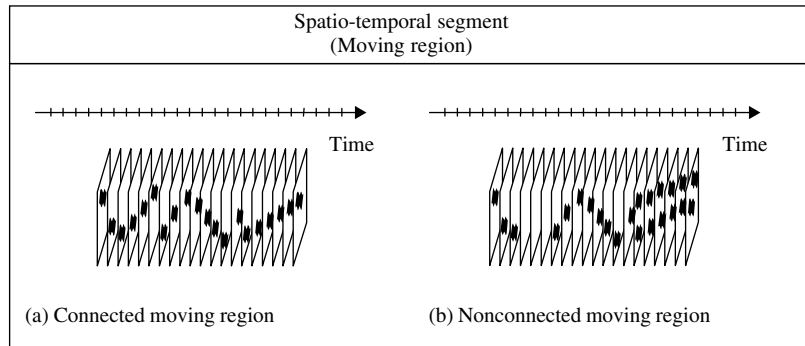 Spatio-temporal segment
(Moving region)
Time
Time
(a) Connected moving region
(b) Nonconnected moving region